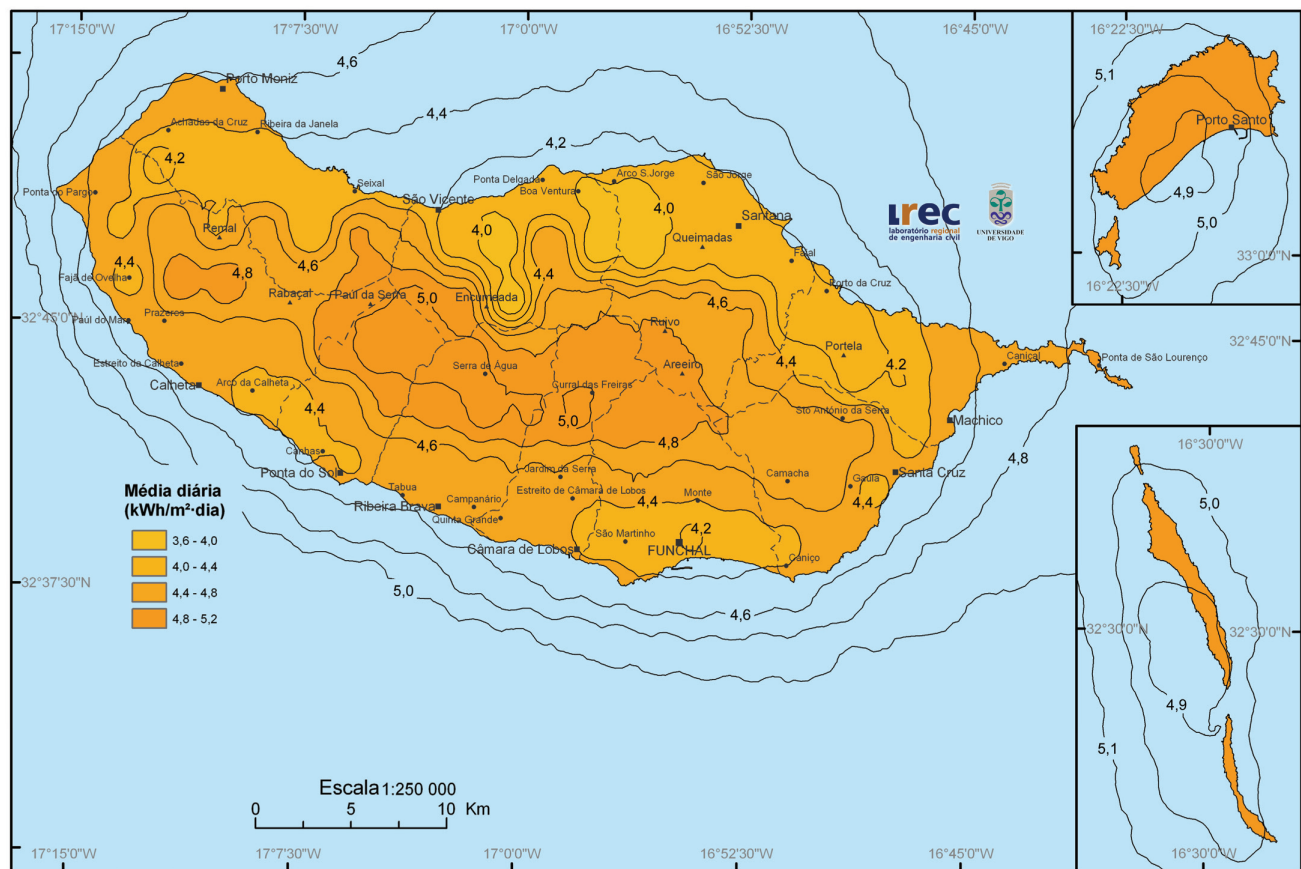 17°15'0"W
17°7'30"W
17°0'0"W
16°52'30"W
16°45'0"W
16°22'30"W
4,6
5,1
Porto Moniz
4,4
Achadas da Cruz
Ribeira da Janela
Porto Santo
4,2
4,2
Ponta Delgada
Arco S.Jorge
São Jorge
Ponta do Pargo
Seixal
Boa Ventura
4,9
São Vicente
4,0
lrec
laboratório regional
de engenharia civil
UNIVERSIDADE
DE VIGO
5,0
Santana
4,0
Queimadas
33°0'0"N
Faial
4,4
4,6
4,4
Fajã de Ovelha
4,8
Porto da Cruz
16°22'30"W
Rabaçal
Paúl da Serra
5,0
Encumeada
4,6
32°45'0"N
Paúl do Mar
Prazeros
Ruivo
32°45'0"N
Portela
4,4
Estreito da Calheta
4,2
Caniçal
Ponta de São Lourenço
Serra de Água
Areeiro
Calheta
Arco da Calheta
Curral das Freiras
4,4
5,0
Sto António da Serra
Machico
16°30'0"W
4,6
4,8
4,8
Canhas
Ponta do Sol
Jardim da Serra
Camacha
Gaula
Santa Cruz
5,0
Média diária
(kWh/m²·dia)
Tabua
Campanário
Estreito de Câmara de Lobos
4,4
Monte
4,4
Ribeira Brava
Quinta Grande
4,2
3,6 - 4,0
São Martinho
Câmara de Lobos
FUNCHAL
Caniço
4,0 - 4,4
32°37'30"N
5,0
4,4 - 4,8
4,6
4,8 - 5,2
32°30'0"N
32°30'0"N
4,9
5,1
Escala 1:250 000
0 5 10 Km
17°15'0"W
17°7'30"W
17°0'0"W
16°52'30"W
16°45'0"W
16°30'0"W